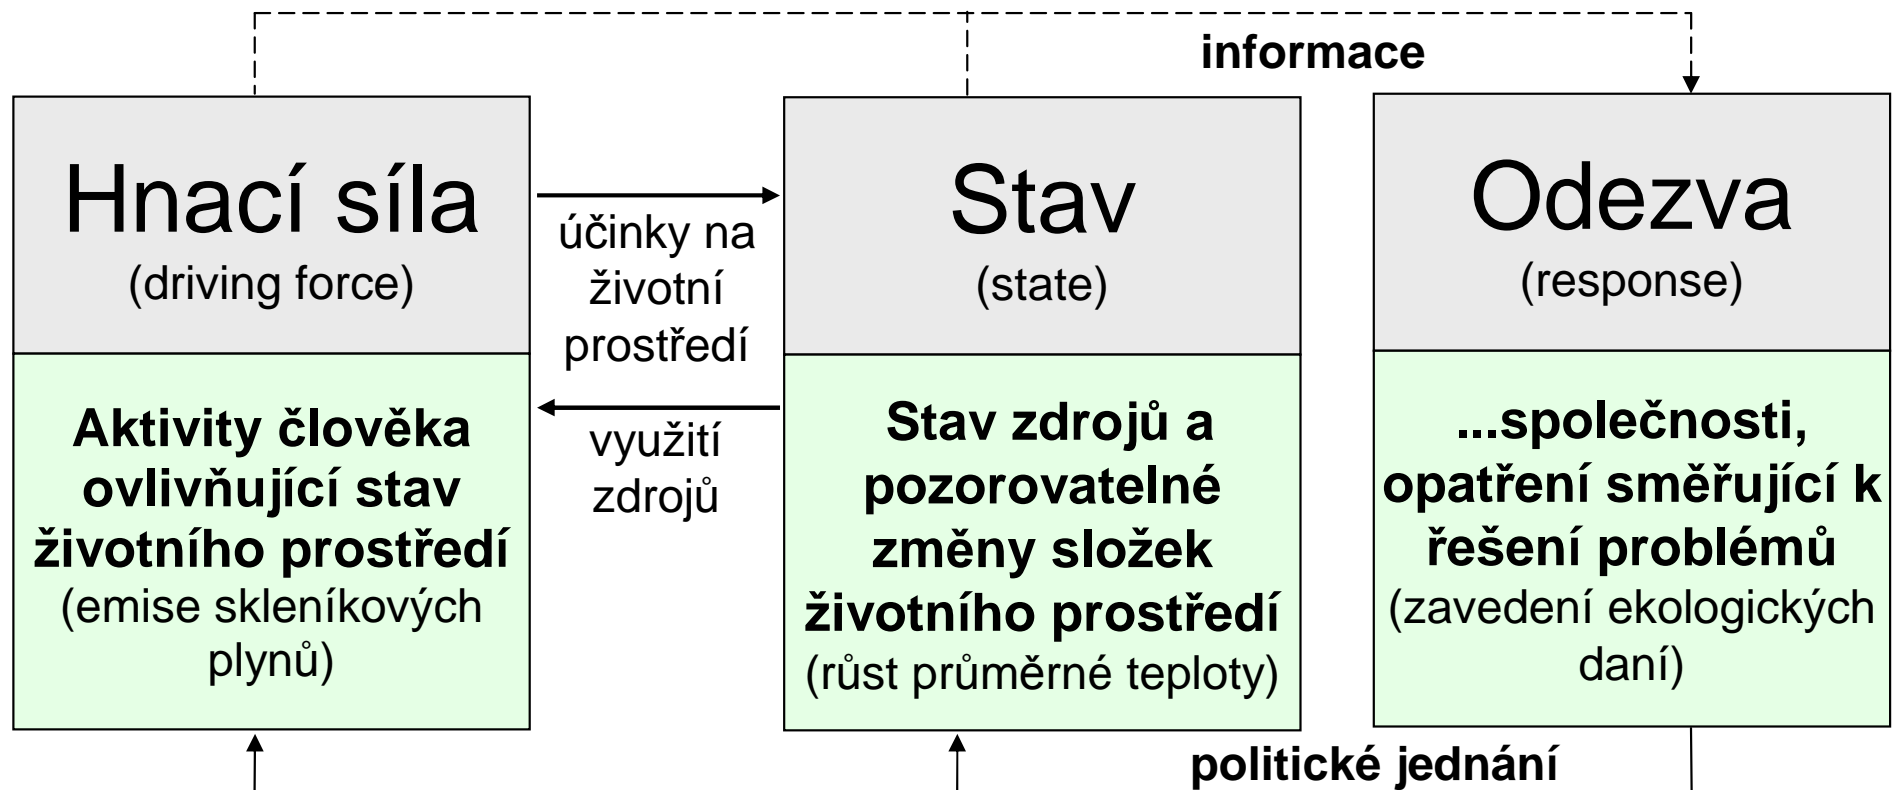 informace
Hnací síla
(driving force)
účinky na
životní
prostředí
Stav
(state)
Odezva
(response)
Aktivity člověka
ovlivňující stav
životního prostředí
(emise skleníkových
plynů)
využití
zdrojů
Stav zdrojů a
pozorovatelné
změny složek
životního prostředí
(růst průměrné teploty)
...společnosti,
opatření směřující k
řešení problémů
(zavedení ekologických
daní)
politické jednání